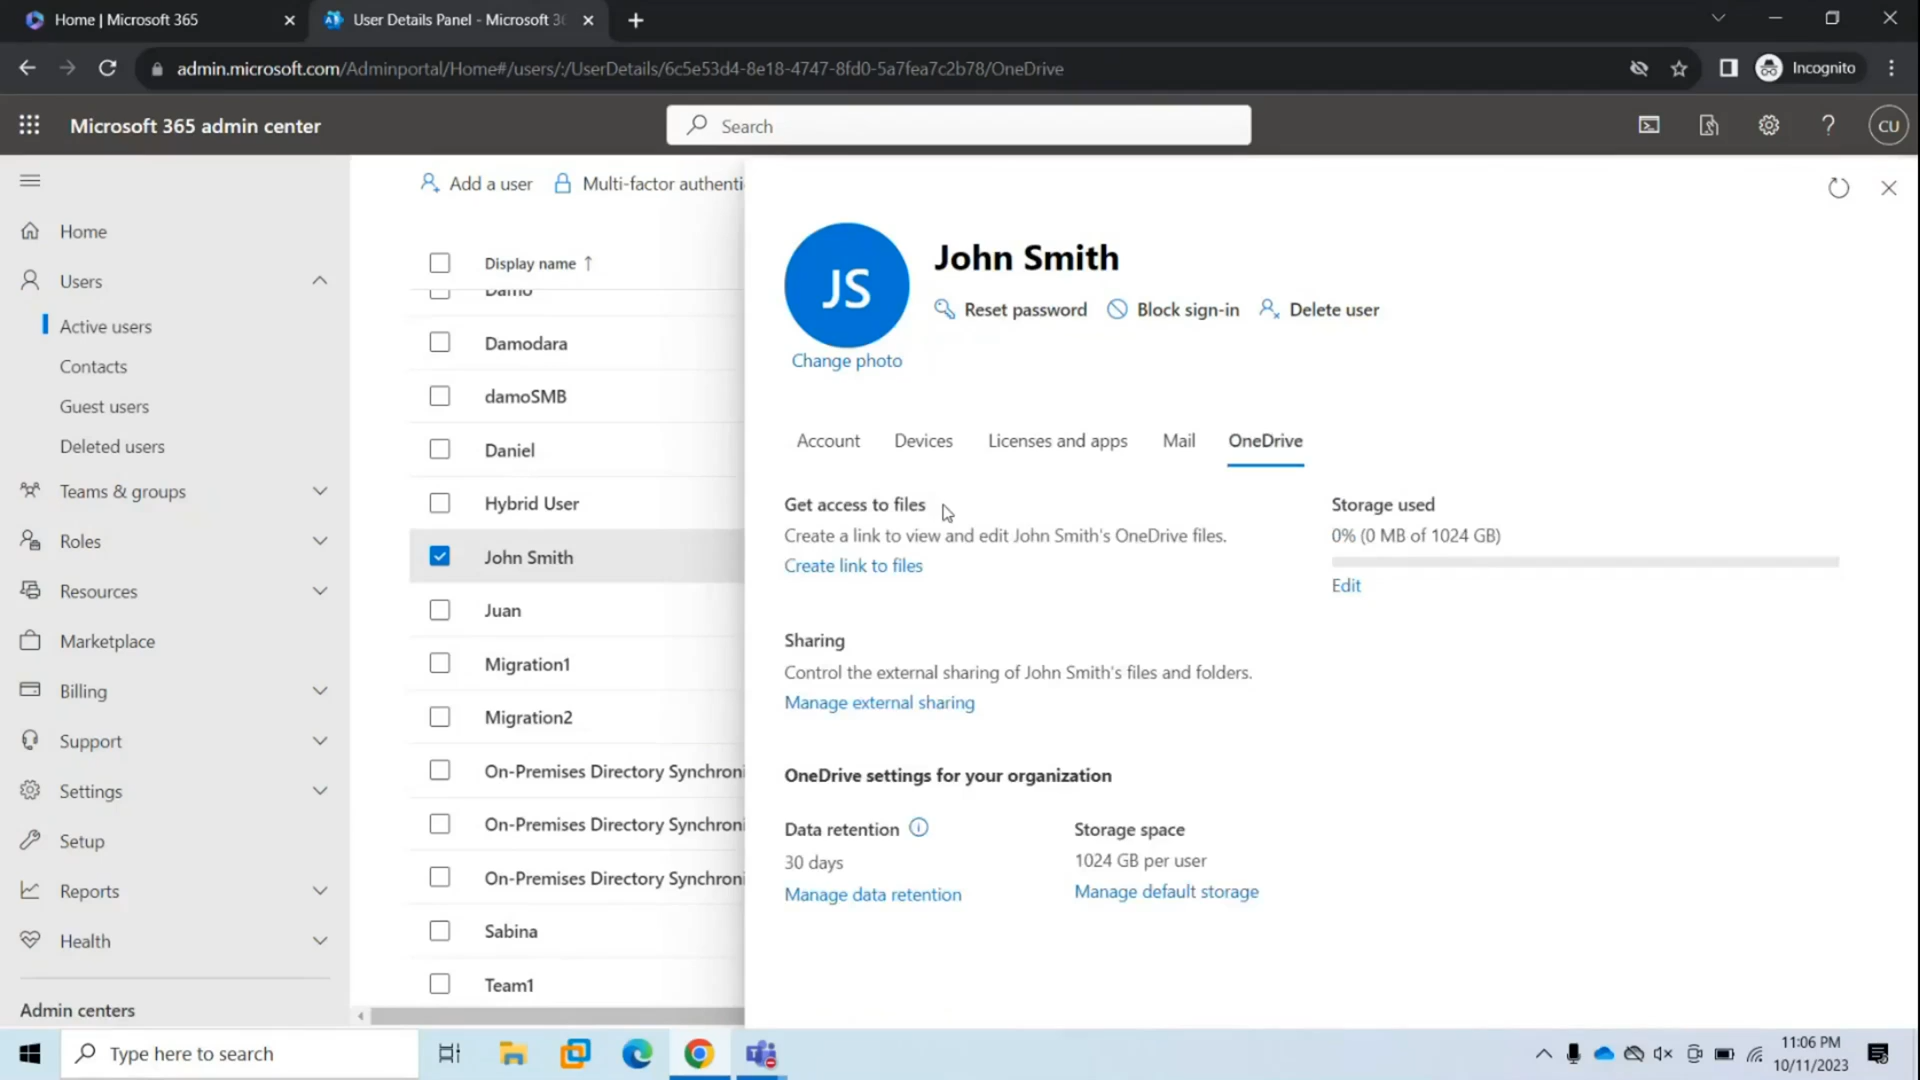 Home | Microsoft 365
User Details Panel - Microsoft 36
admin.microsoft.com/Adminportal/Home#/users/:/UserDetails/6c5e53d4-8e18-4747-8fd0-5a7fea7c2b78/OneDrive
Incognito
Microsoft 365 admin center
Search
CU
Home
Users
Active users
Contacts
Guest users
Deleted users
Teams & groups
Roles
Resources
Marketplace
Billing
Support
Settings
Setup
Reports
Health
Admin centers
Add a user
Multi-factor authenti
Display name ↑
Damo
Damodara
damoSMB
Daniel
Hybrid User
John Smith
Juan
Migration1
Migration2
On-Premises Directory Synchroni
On-Premises Directory Synchroni
On-Premises Directory Synchroni
Sabina
Team1
JS
Change photo
John Smith
Reset password
Block sign-in
Delete user
Account
Devices
Licenses and apps
Mail
OneDrive
Get access to files
Create a link to view and edit John Smith's OneDrive files.
Create link to files
Storage used
0% (0 MB of 1024 GB)
Edit
Sharing
Control the external sharing of John Smith's files and folders.
Manage external sharing
OneDrive settings for your organization
Data retention
30 days
Manage data retention
Storage space
1024 GB per user
Manage default storage
Type here to search
11:06 PM
10/11/2023